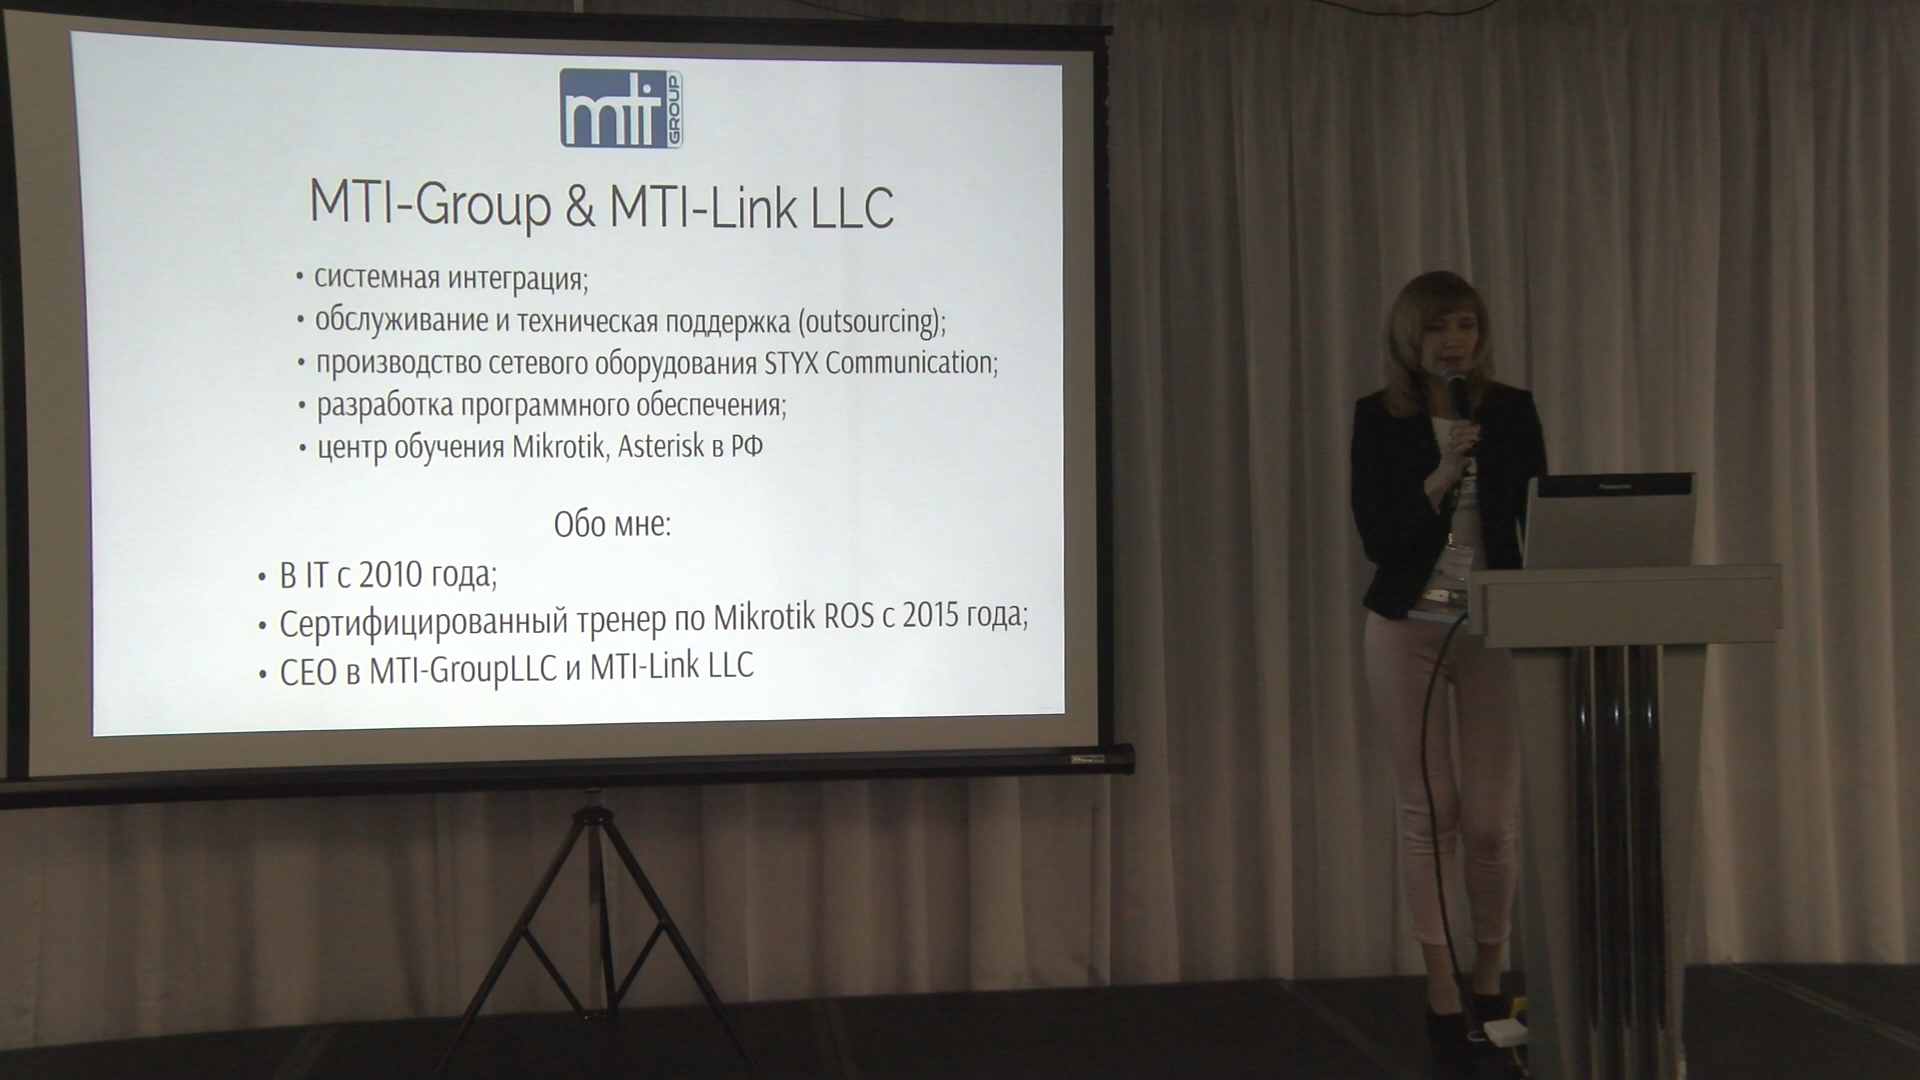 mti GROUP
MTI-Group & MTI-Link LLC
• системная интеграция;
• обслуживание и техническая поддержка (outsourcing);
• производство сетевого оборудования STYX Communication;
• разработка программного обеспечения;
• центр обучения Mikrotik, Asterisk в РФ
Обо мне:
• В IT с 2010 года;
• Сертифицированный тренер по Mikrotik ROS с 2015 года;
• CEO в MTI-GroupLLC и MTI-Link LLC